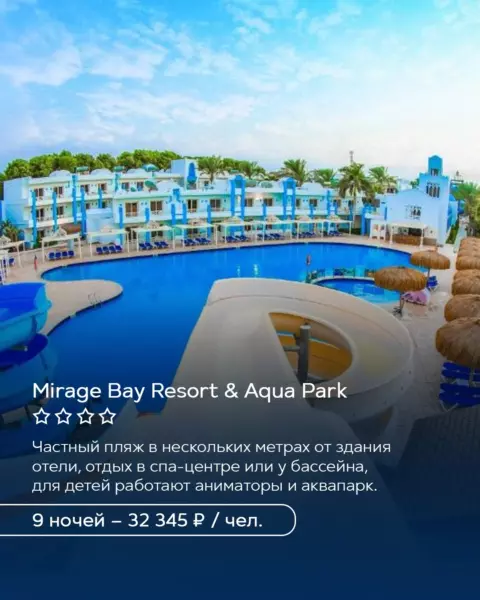 Mirage Bay Resort & Aqua Park
Частный пляж в нескольких метрах от здания
отели, отдых в спа-центре или у бассейна,
для детей работают аниматоры и аквапарк.
9 ночей – 32 345 ₽ / чел.